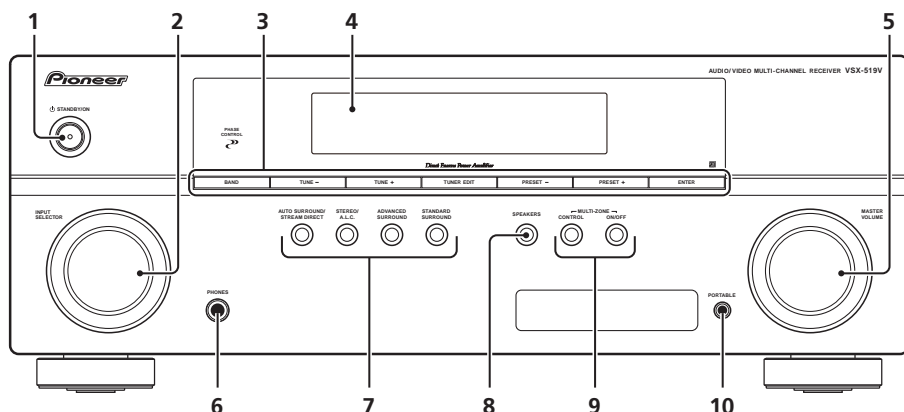 1 2 3 4 5
Pioneer
AUDIO/VIDEO MULTI-CHANNEL RECEIVER VSX-519V
STANDBY/ON
PHASE
CONTROL
Direct Energy Power Amplifier
BAND TUNE – TUNE + TUNER EDIT PRESET – PRESET + ENTER
INPUT
SELECTOR
AUTO SURROUND/
STREAM DIRECT
STEREO/
A.L.C.
ADVANCED
SURROUND
STANDARD
SURROUND
SPEAKERS
MULTI-ZONE
CONTROL ON/OFF
MASTER
VOLUME
PHONES
PORTABLE
6 7 8 9 10